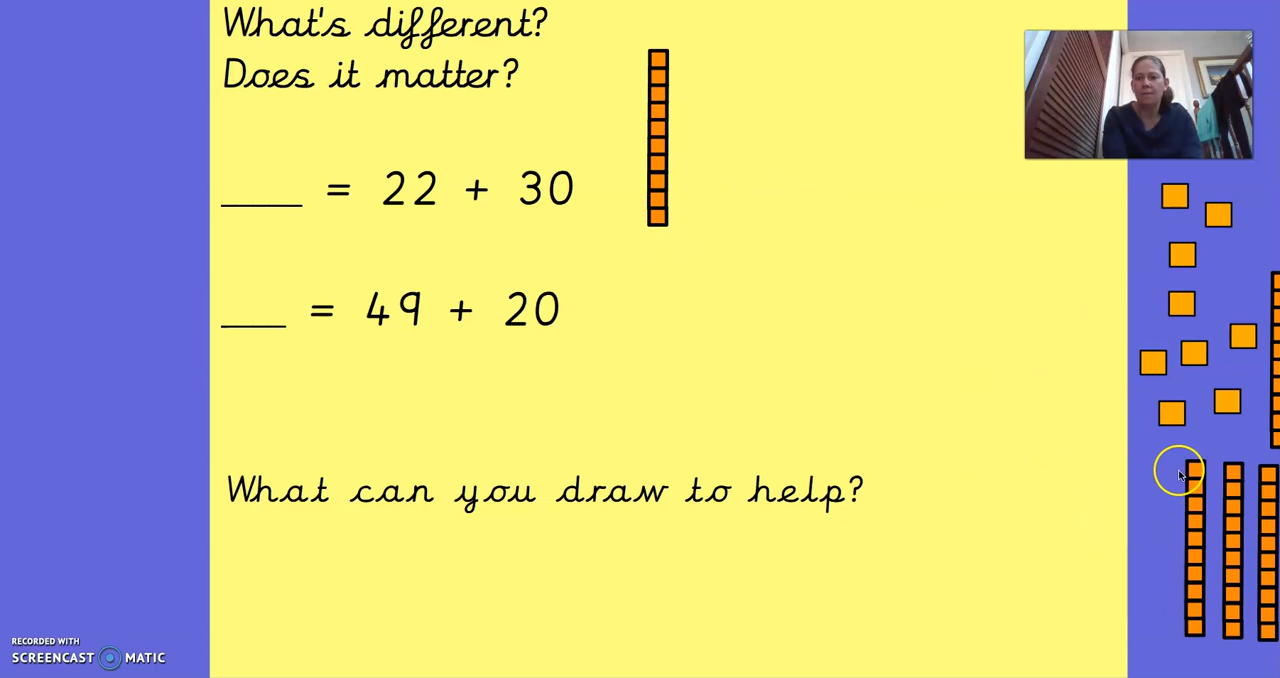 What's different?
Does it matter?
____ = 22 + 30
___ = 49 + 20
What can you draw to help?
RECORDED WITH
SCREENCAST MATIC